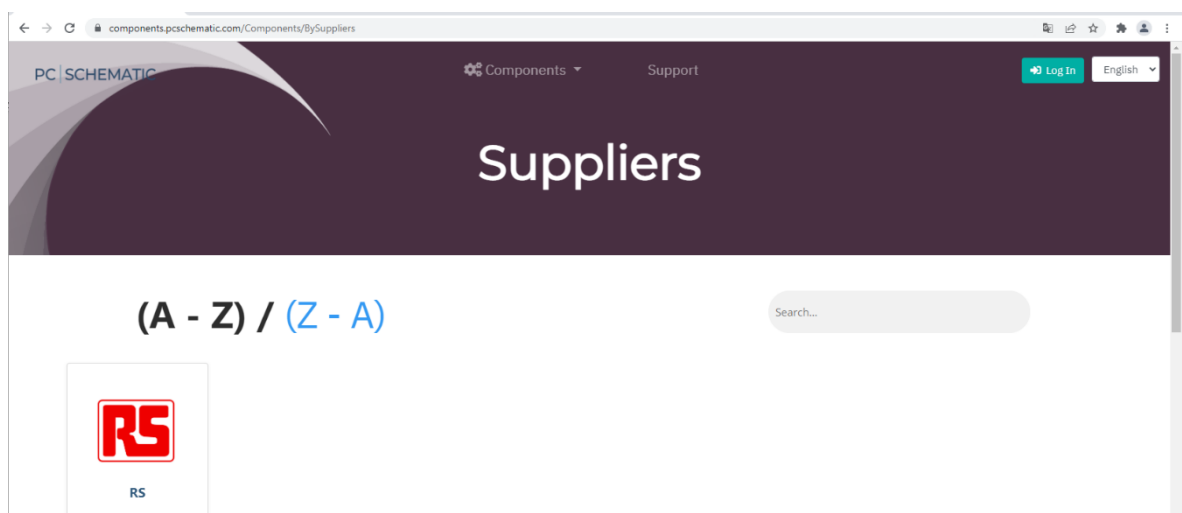 components.pcschematic.com/Components/BySuppliers
PC|SCHEMATIC
Components
Support
Log In
English
Suppliers
(A - Z) / (Z - A)
Search...
RS
RS